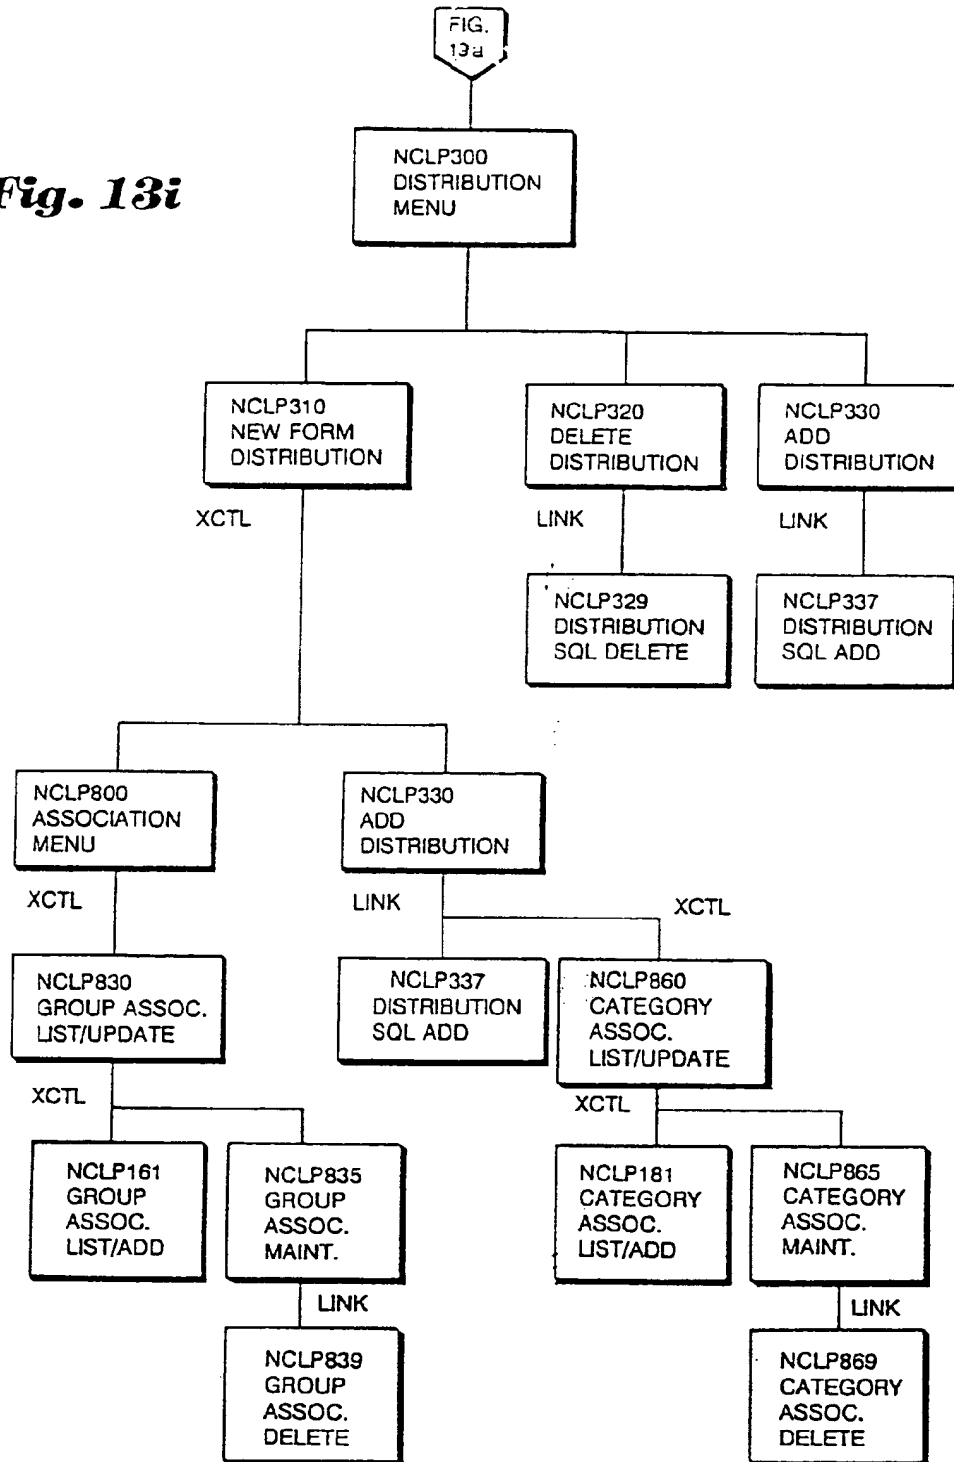 FIG.
13a
Fig. 13i
NCLP300
DISTRIBUTION
MENU
NCLP310
NEW FORM
DISTRIBUTION
NCLP320
DELETE
DISTRIBUTION
NCLP330
ADD
DISTRIBUTION
XCTL
LINK
LINK
NCLP329
DISTRIBUTION
SQL DELETE
NCLP337
DISTRIBUTION
SQL ADD
NCLP800
ASSOCIATION
MENU
NCLP330
ADD
DISTRIBUTION
XCTL
LINK
XCTL
NCLP830
GROUP ASSOC.
LIST/UPDATE
NCLP337
DISTRIBUTION
SQL ADD
NCLP860
CATEGORY
ASSOC.
LIST/UPDATE
XCTL
XCTL
NCLP161
GROUP
ASSOC.
LIST/ADD
NCLP835
GROUP
ASSOC.
MAINT.
NCLP181
CATEGORY
ASSOC.
LIST/ADD
NCLP865
CATEGORY
ASSOC.
MAINT.
LINK
LINK
NCLP839
GROUP
ASSOC.
DELETE
NCLP869
CATEGORY
ASSOC.
DELETE